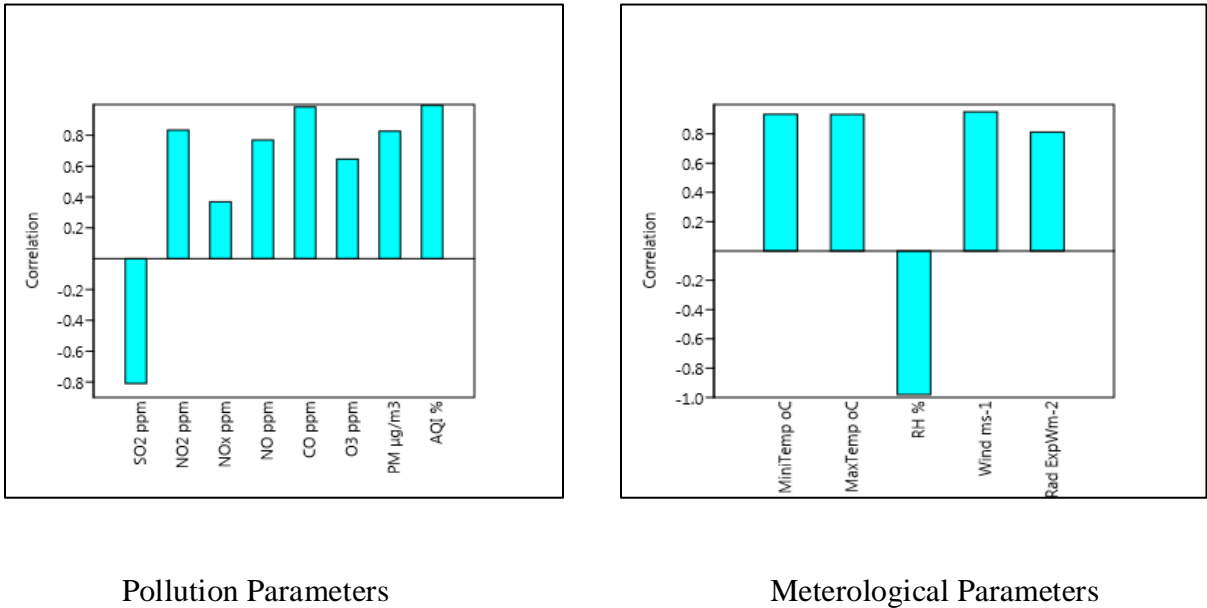 Correlation
0.8
0.6
0.4
0.2
-0.2
-0.4
-0.6
-0.8
SO2 ppm
NO2 ppm
NOx ppm
NO ppm
CO ppm
O3 ppm
PM µg/m3
AQI %
Correlation
0.8
0.6
0.4
0.2
-0.2
-0.4
-0.6
-0.8
-1.0
MiniTemp oC
MaxTemp oC
RH %
Wind ms-1
Rad ExpWm-2
Pollution Parameters
Meterological Parameters